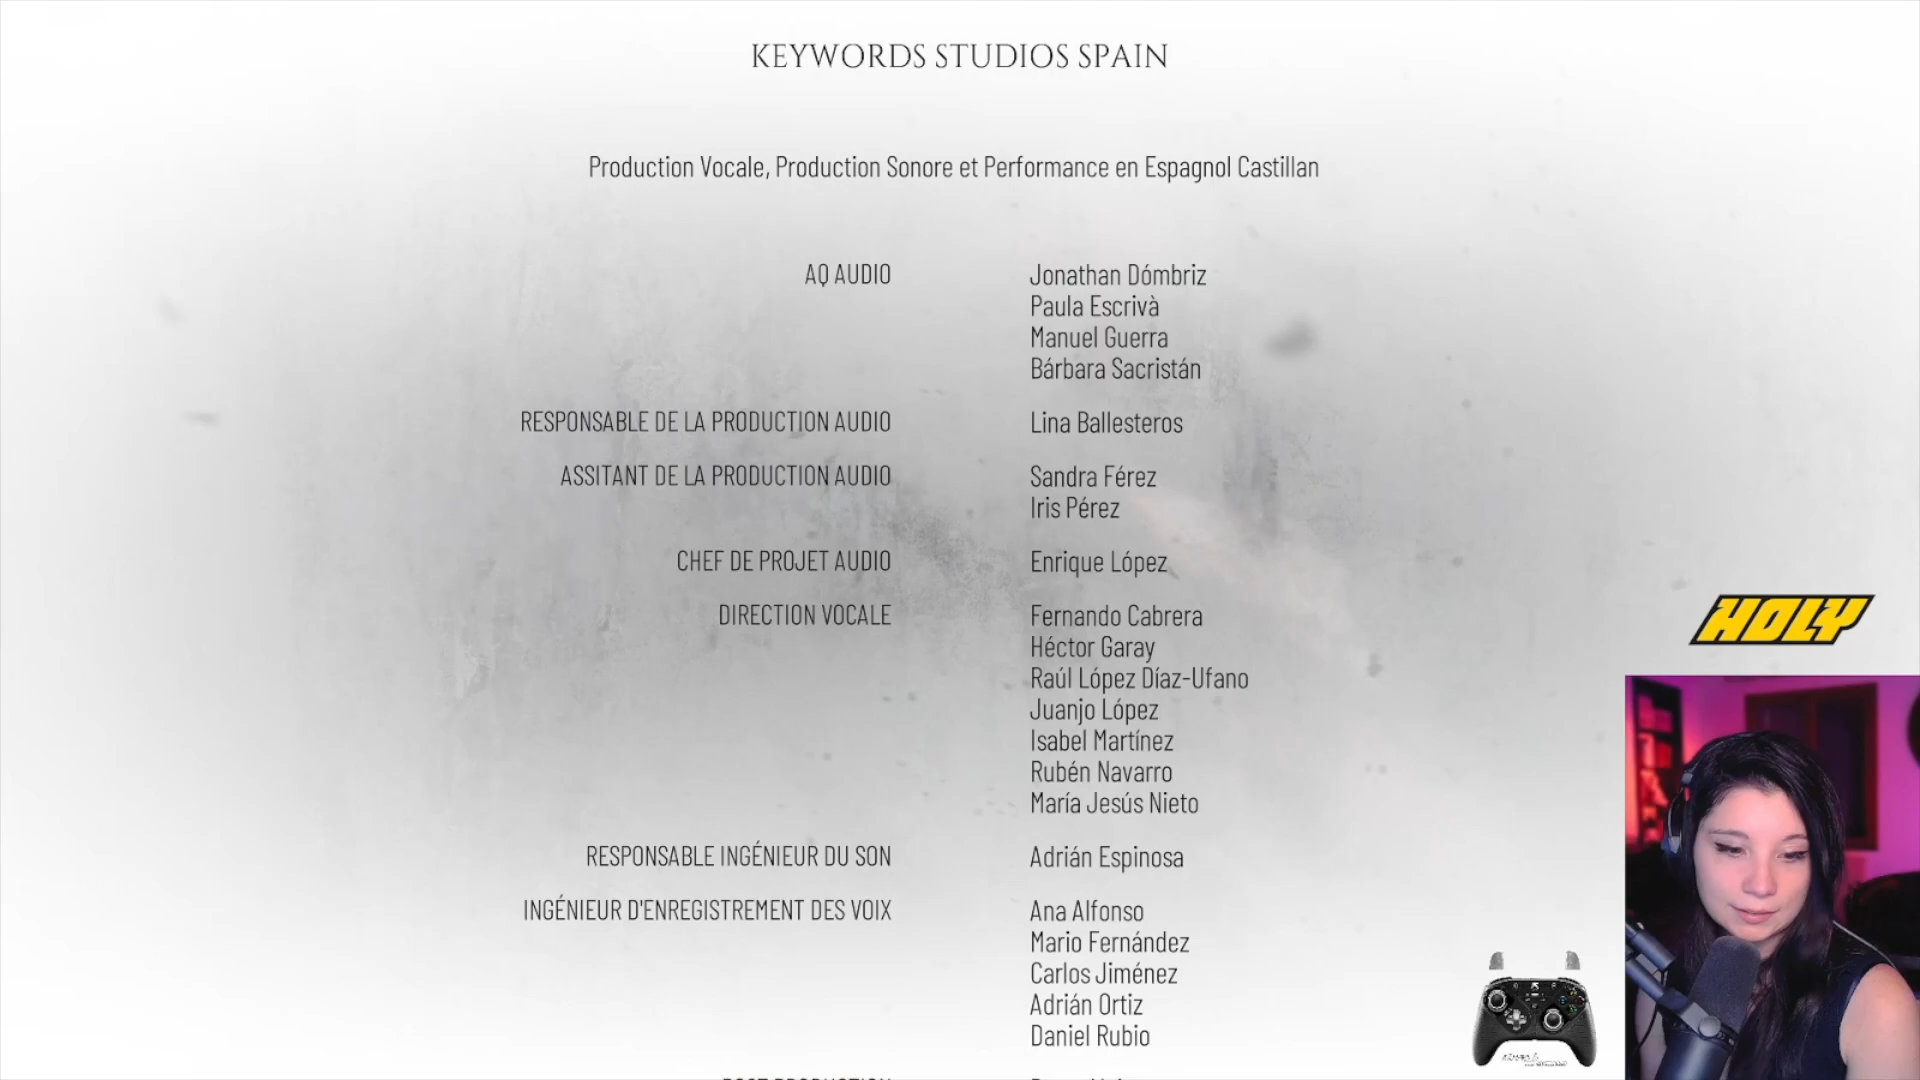 KEYWORDS STUDIOS SPAIN
Production Vocale, Production Sonore et Performance en Espagnol Castillan
AQ AUDIO Jonathan Dómbriz
Paula Escrivà
Manuel Guerra
Bárbara Sacristán
RESPONSABLE DE LA PRODUCTION AUDIO Lina Ballesteros
ASSITANT DE LA PRODUCTION AUDIO Sandra Férez
Iris Pérez
CHEF DE PROJET AUDIO Enrique López
DIRECTION VOCALE Fernando Cabrera
Héctor Garay
Raúl López Díaz-Ufano
Juanjo López
Isabel Martínez
Rubén Navarro
María Jesús Nieto
RESPONSABLE INGÉNIEUR DU SON Adrián Espinosa
INGÉNIEUR D'ENREGISTREMENT DES VOIX Ana Alfonso
Mario Fernández
Carlos Jiménez
Adrián Ortiz
Daniel Rubio
HOLY